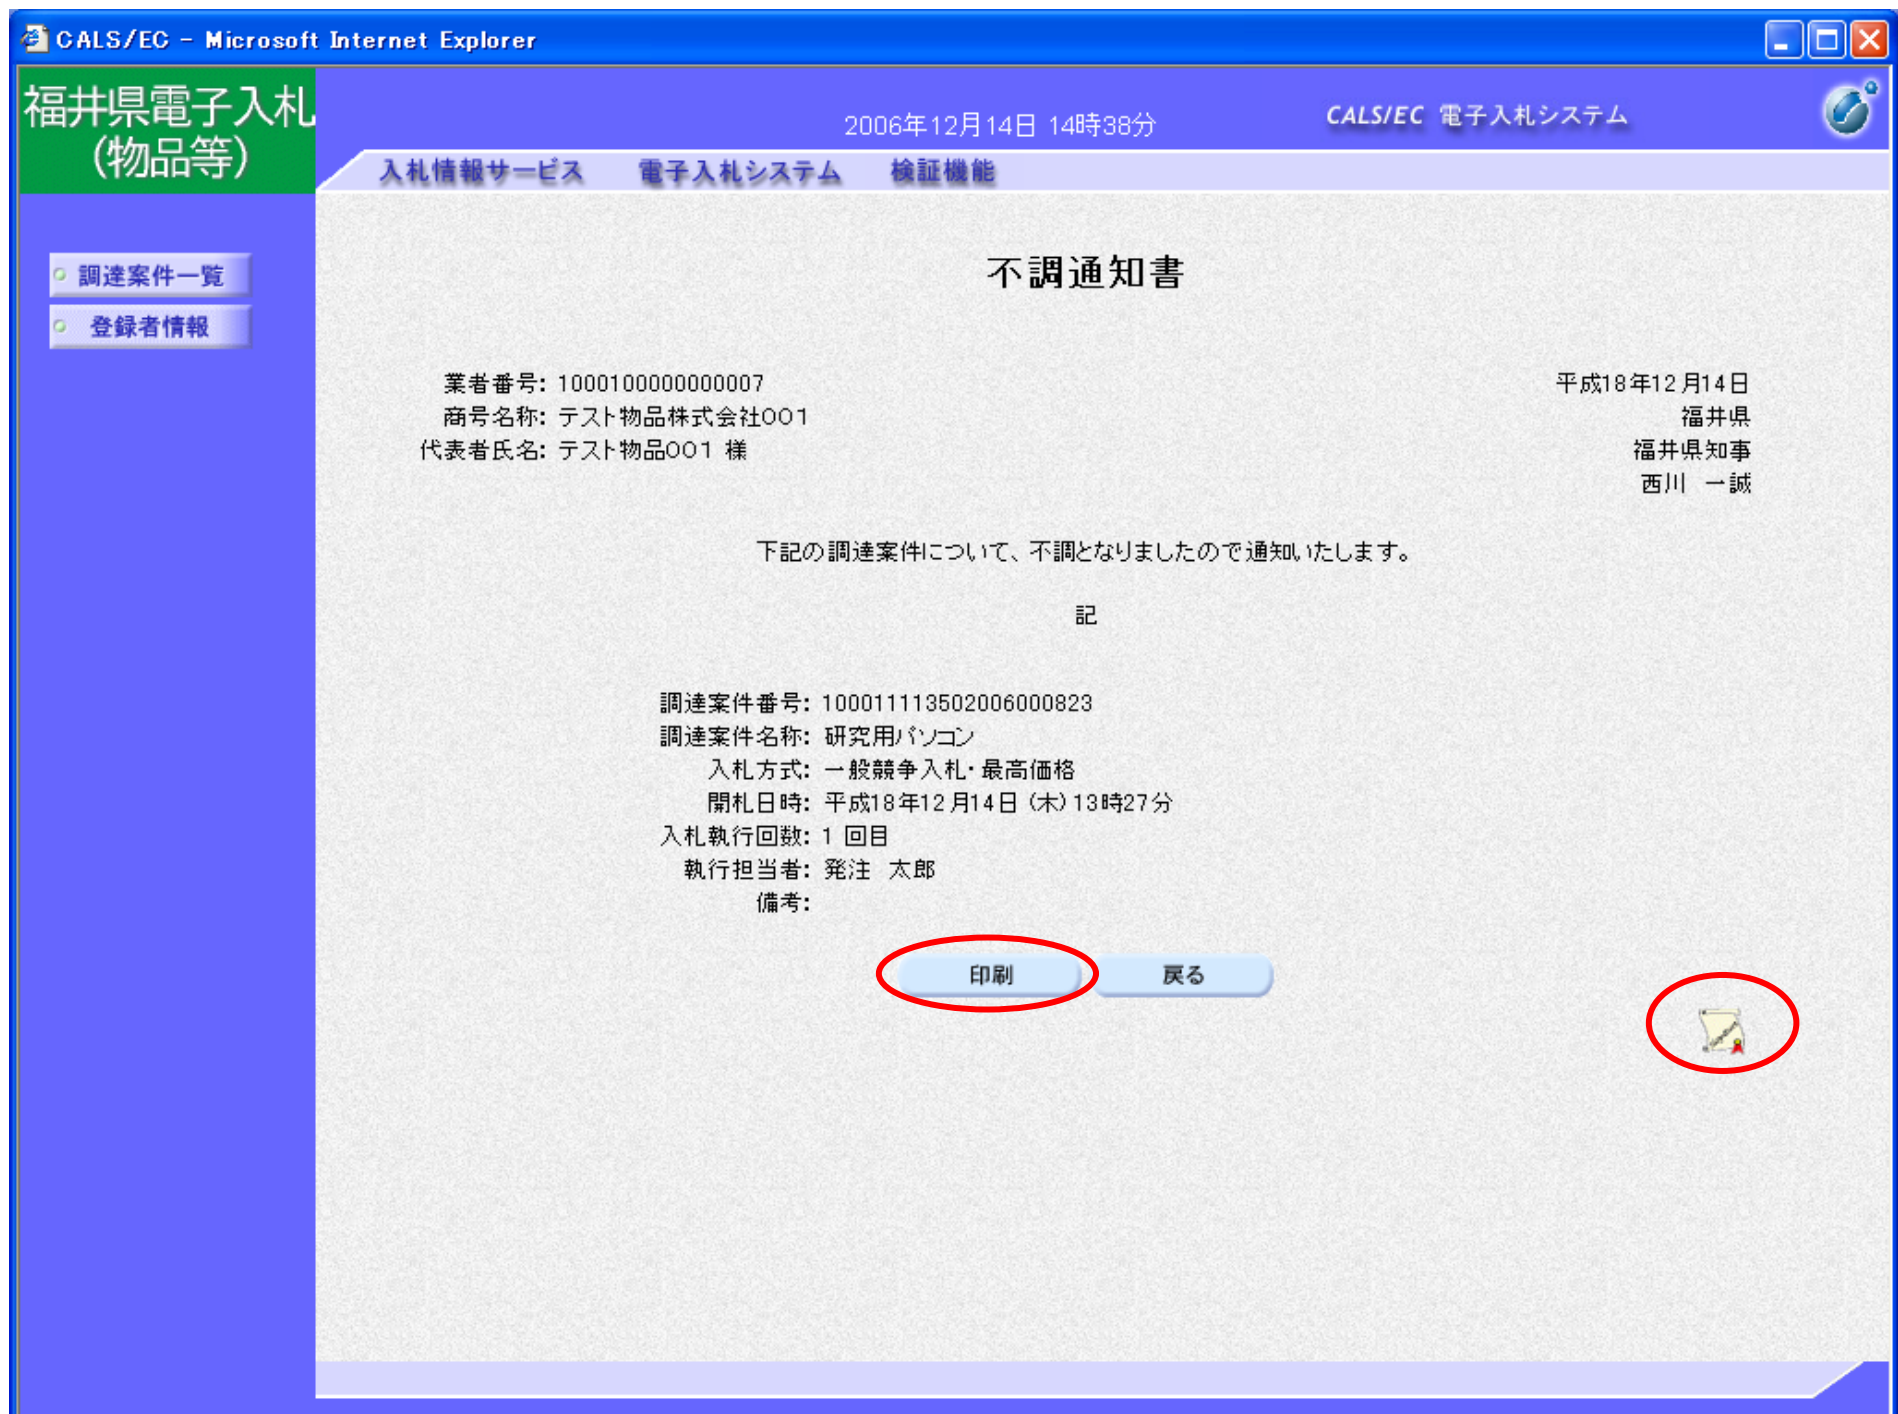 CALS/EC - Microsoft Internet Explorer
福井県電子入札
(物品等)
2006年12月14日 14時38分
CALS/EC 電子入札システム
入札情報サービス 電子入札システム 検証機能
調達案件一覧
登録者情報
不調通知書
業者番号: 1000100000000007
商号名称: テスト物品株式会社001
代表者氏名: テスト物品001 様
平成18年12月14日
福井県
福井県知事
西川 一誠
下記の調達案件について、不調となりましたので通知いたします。
記
調達案件番号: 1000111135020060000823
調達案件名称: 研究用パソコン
入札方式: 一般競争入札・最高価格
開札日時: 平成18年12月14日 (木) 13時27分
入札執行回数: 1 回目
執行担当者: 発注 太郎
備考:
印刷
戻る